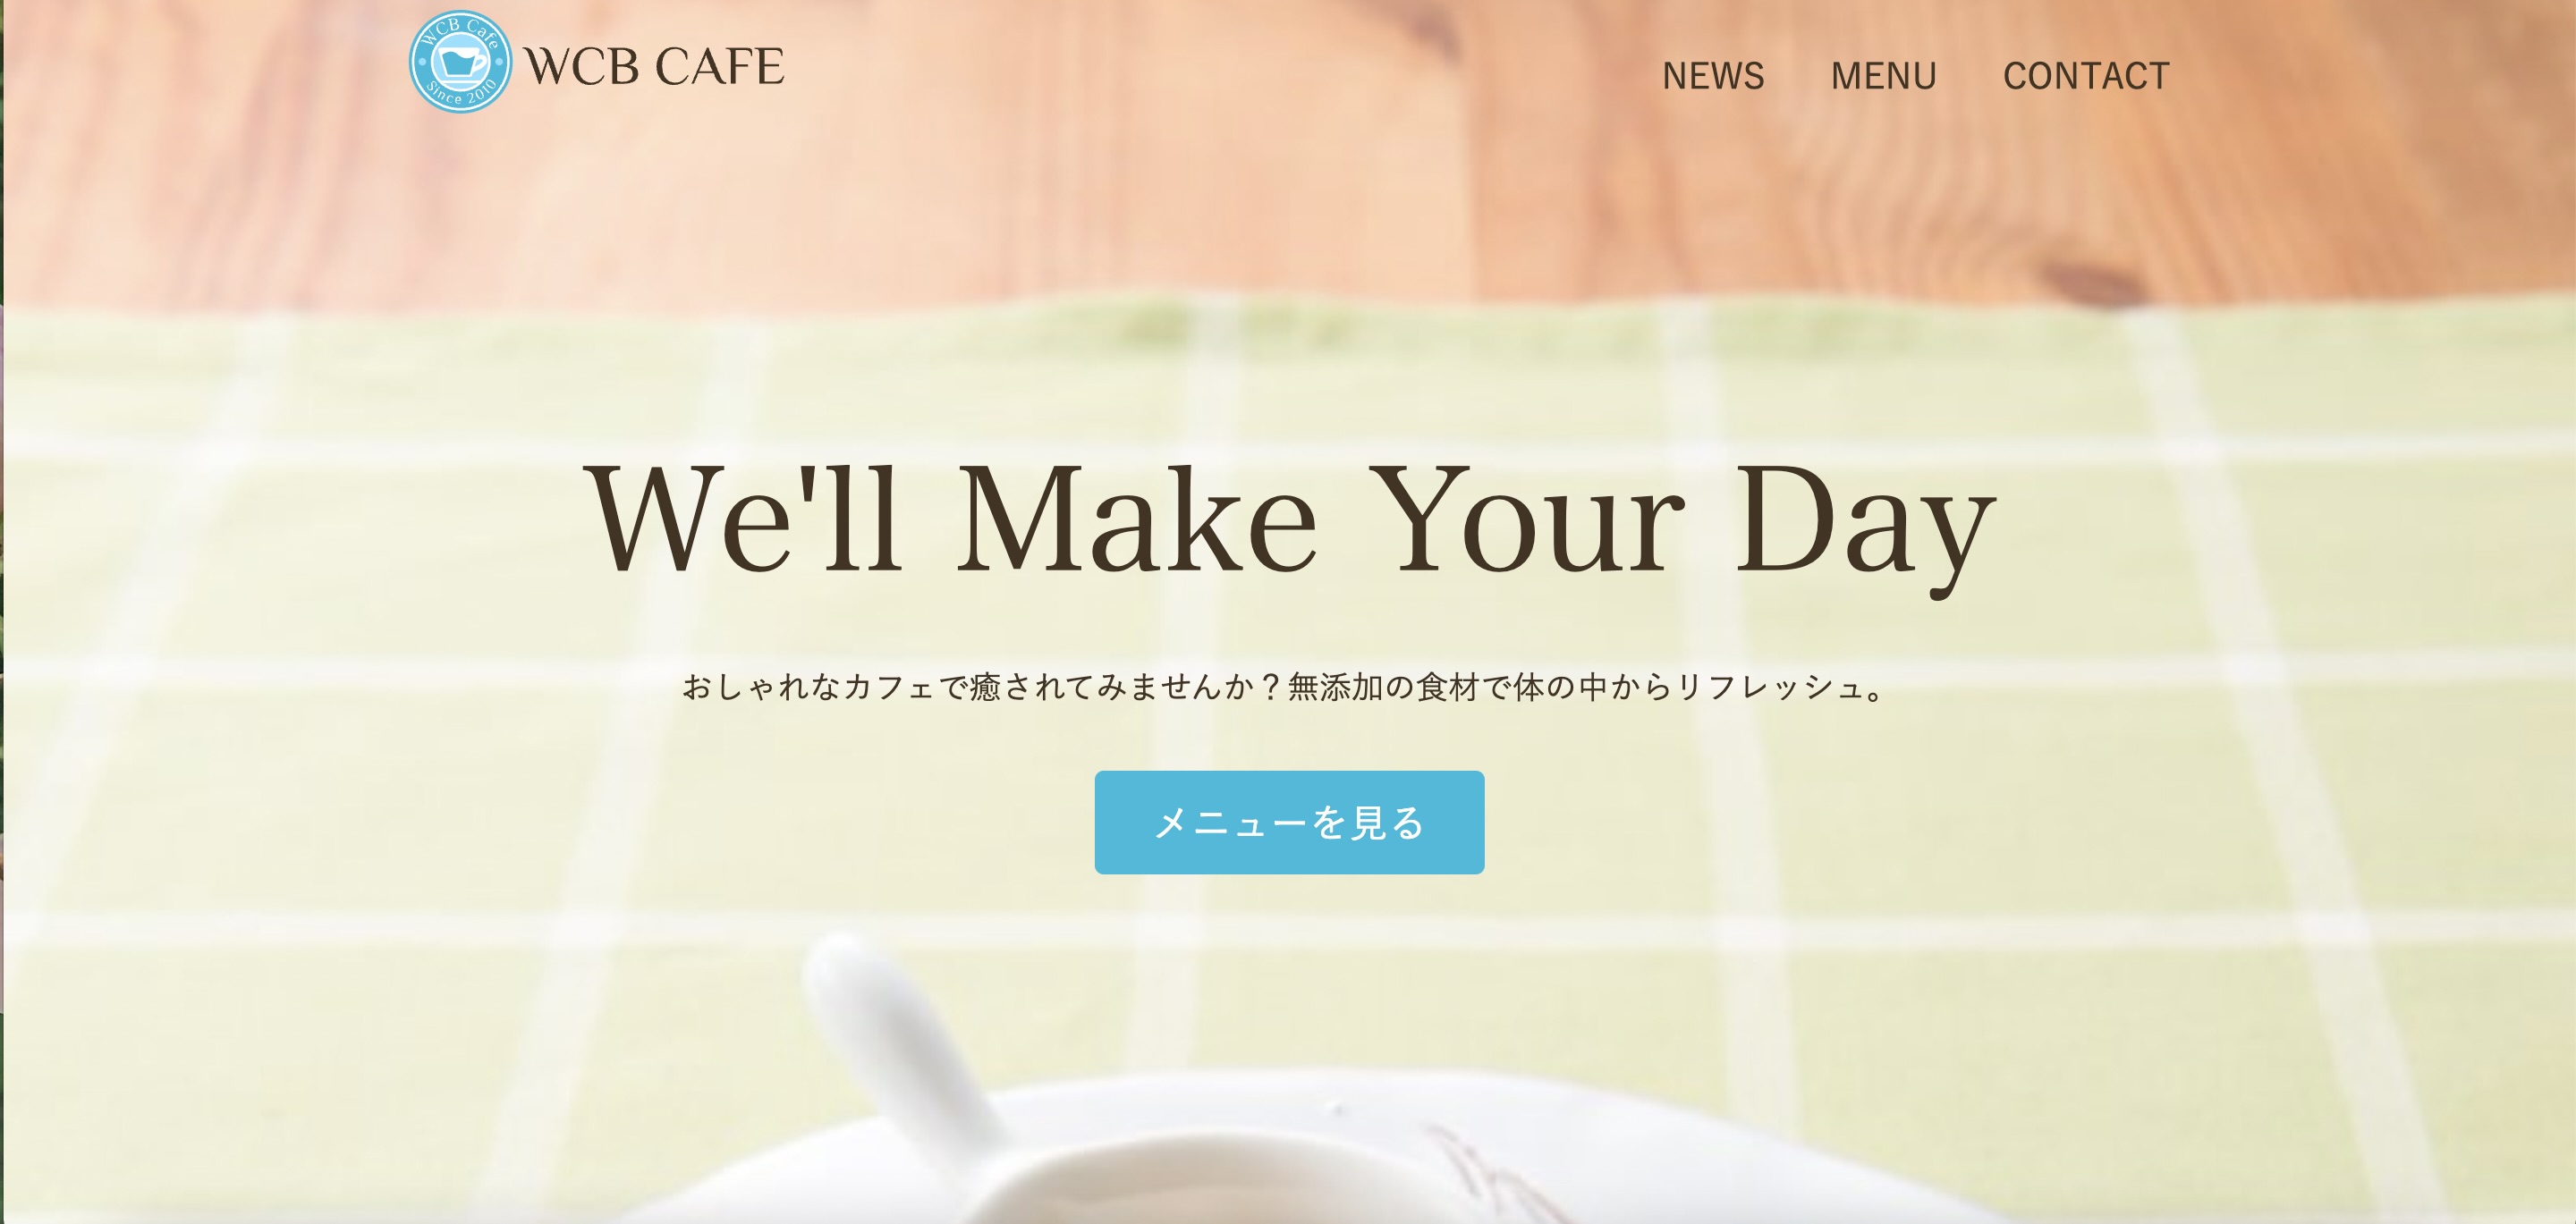 WCB Cafe
Since 2010
WCB CAFE
NEWS MENU CONTACT
We'll Make Your Day
おしゃれなカフェで癒されてみませんか？無添加の食材で体の中からリフレッシュ。
メニューを見る